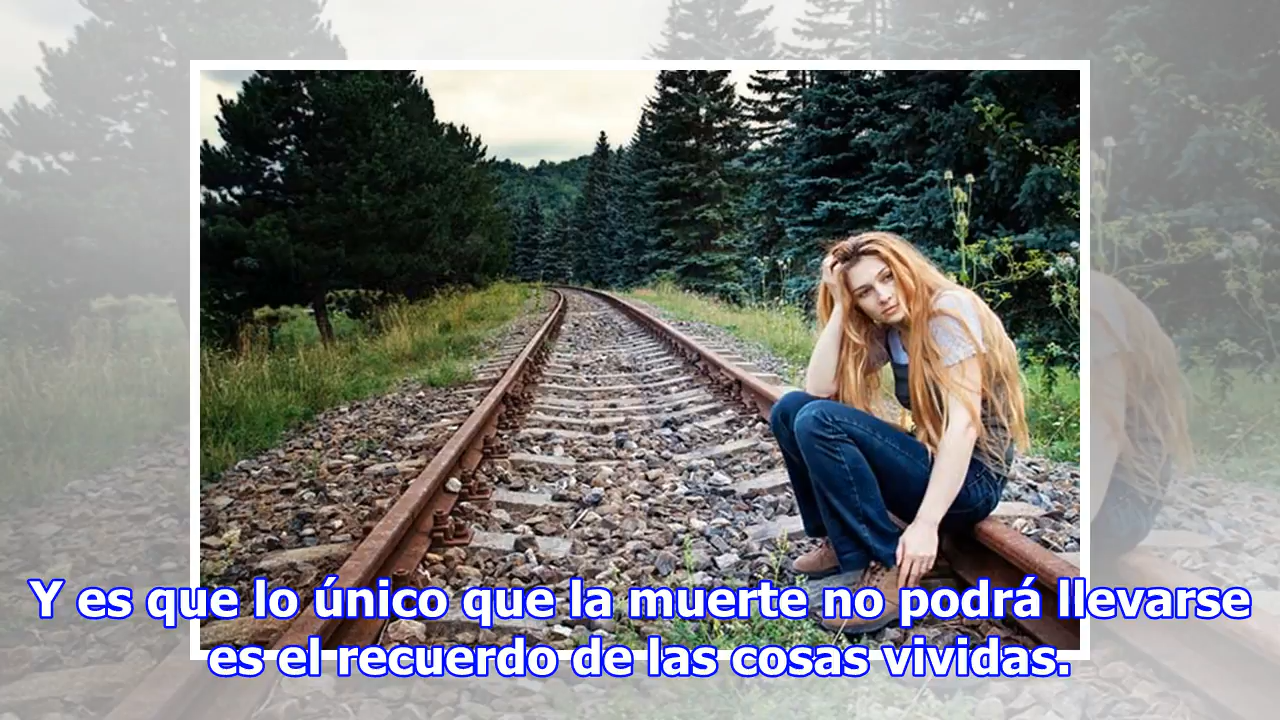 Y es que lo único que la muerte no podrá llevarse
es el recuerdo de las cosas vividas.